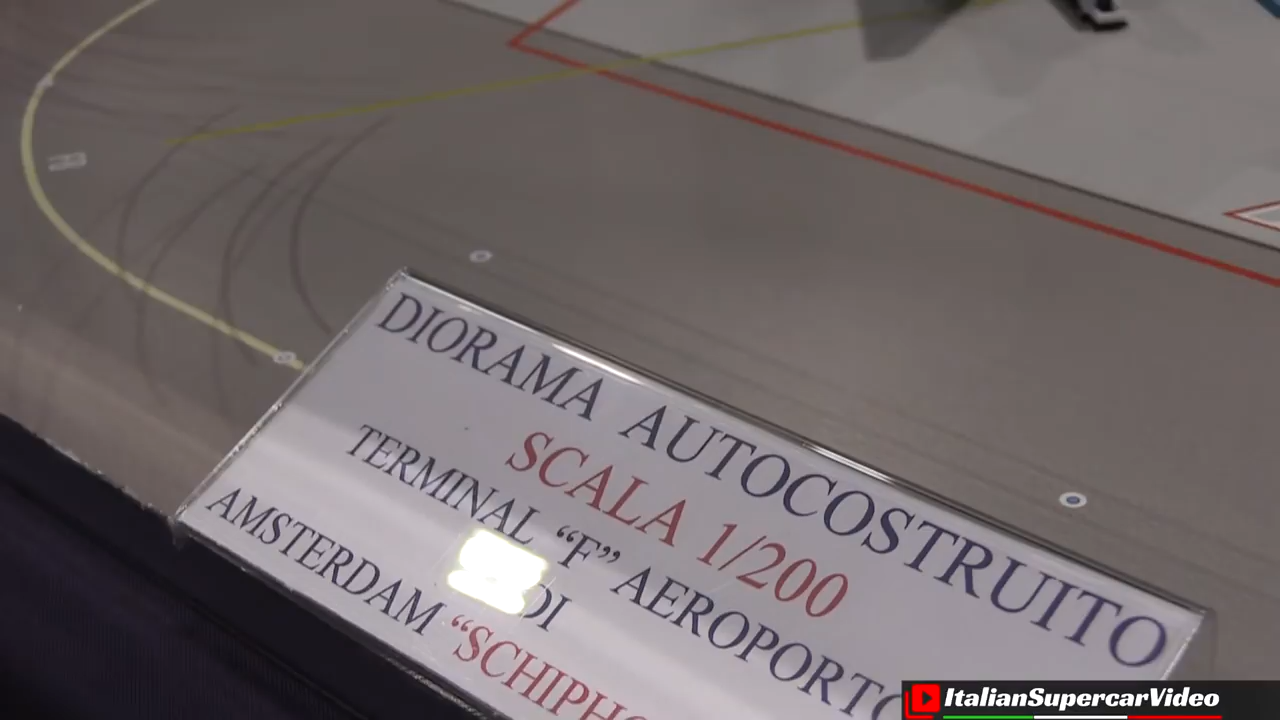 DIORAMA AUTOCOSTRUITO
SCALA 1/200
TERMINAL “F” AEROPORTO
DI
AMSTERDAM
ItalianSupercarVideo